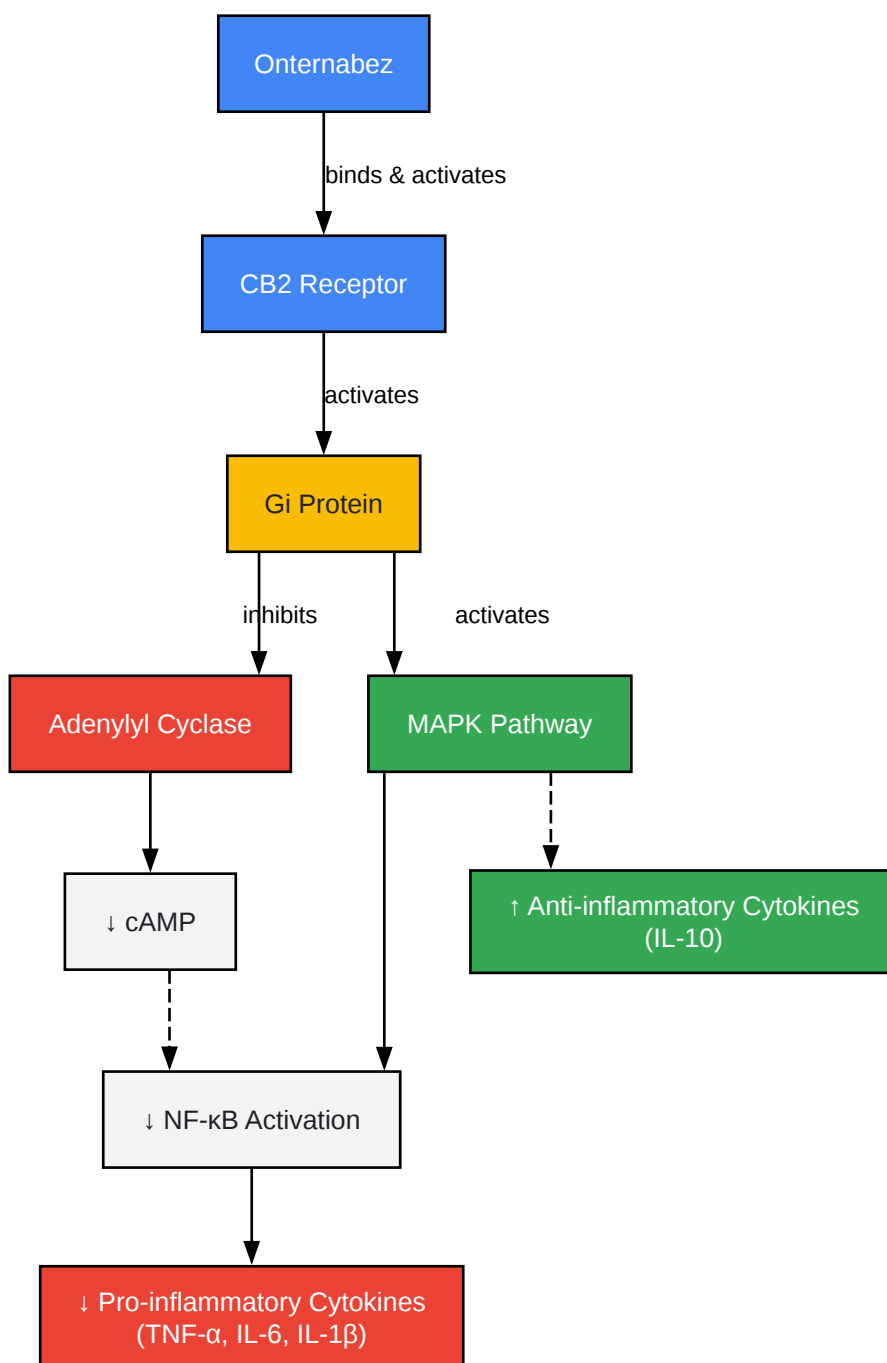 Onternabez
binds & activates
CB2 Receptor
activates
Gi Protein
inhibits
activates
Adenylyl Cyclase
MAPK Pathway
↓ cAMP
↑ Anti-inflammatory Cytokines
(IL-10)
↓ NF-κB Activation
↓ Pro-inflammatory Cytokines
(TNF-α, IL-6, IL-1β)